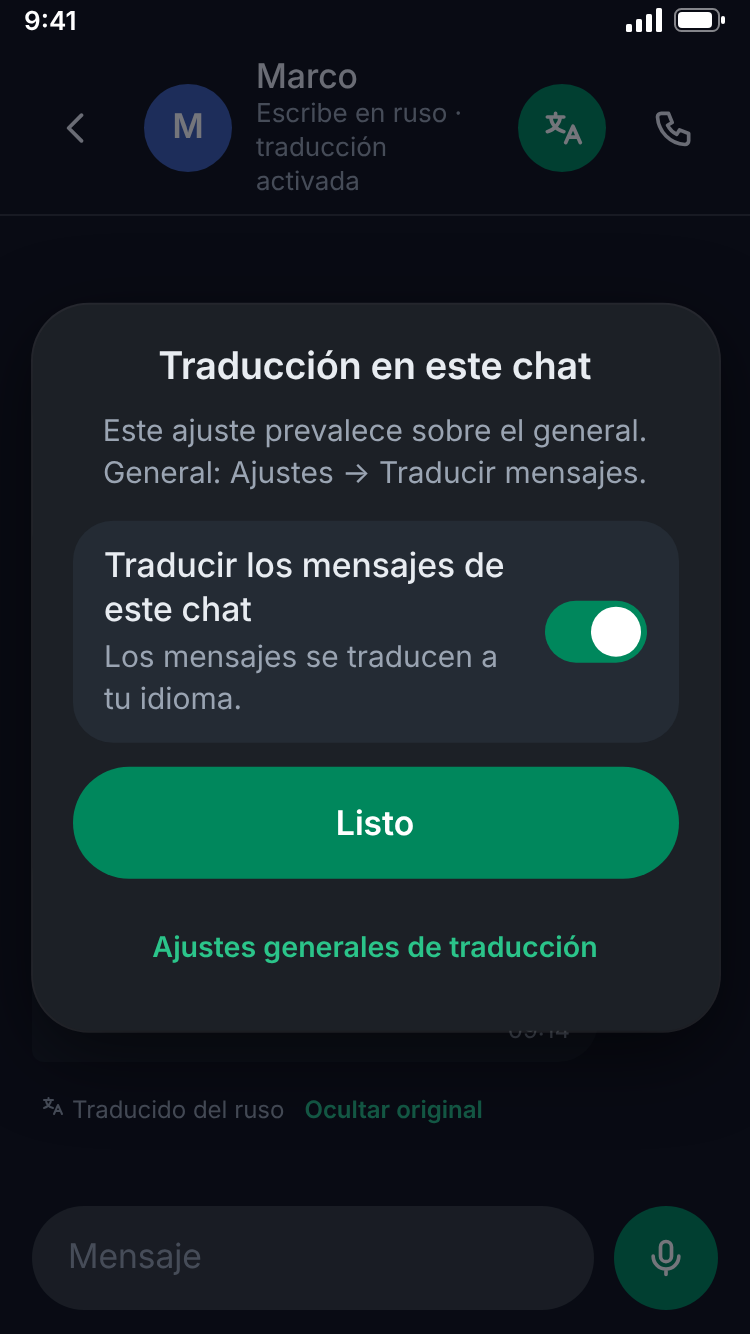 9:41
Marco
M
Escribe en ruso ·
traducción
activada
Traducción en este chat
Este ajuste prevalece sobre el general.
General: Ajustes → Traducir mensajes.
Traducir los mensajes de
este chat
Los mensajes se traducen a
tu idioma.
Listo
Ajustes generales de traducción
09:14
Traducido del ruso Ocultar original
Mensaje